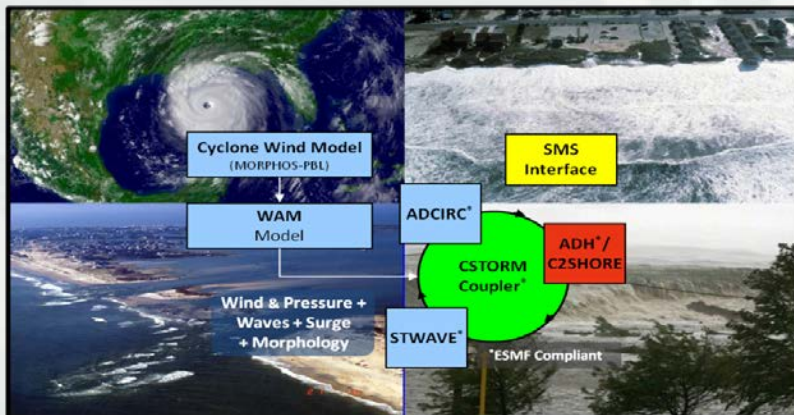 Cyclone Wind Model
(MORPHOS-PBL)
SMS
Interface
WAM
Model
ADCIRC*
ADH*/
C2SHORE
CSTORM
Coupler*
Wind & Pressure +
Waves + Surge
+ Morphology
STWAVE*
*ESMF Compliant